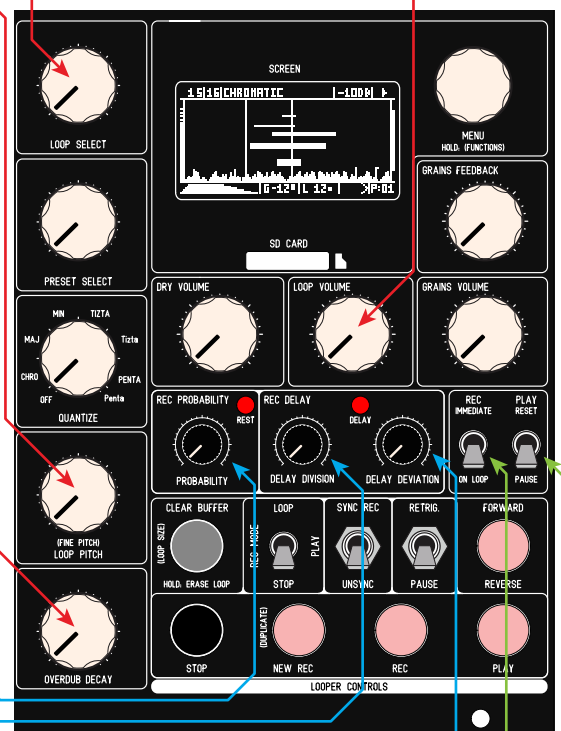 SCREEN
15|16|CHROMATIC |-100
G-12 |L 12 P:01
LOOP SELECT
MENU
HOLD: (FUNCTIONS)
GRAINS FEEDBACK
PRESET SELECT
SD CARD
DRY VOLUME
LOOP VOLUME
GRAINS VOLUME
MIN
TIZTA
MAJ
Tizta
CHRO
PENTA
OFF
Penta
QUANTIZE
REC PROBABILITY
REST
PROBABILITY
REC DELAY
DELAY
DELAY DIVISION
DELAY DEVIATION
REC
IMMEDIATE
ON LOOP
PLAY
RESET
PAUSE
(FINE PITCH)
LOOP PITCH
CLEAR BUFFER
(LOOP SIZE)
HOLD: ERASE LOOP
LOOP
REC MODE
PLAY
STOP
SYNC REC
UNSYNC
RETRIG.
PAUSE
FORWARD
REVERSE
OVERDUB DECAY
STOP
(DUPLICATE)
NEW REC
REC
PLAY
LOOPER CONTROLS